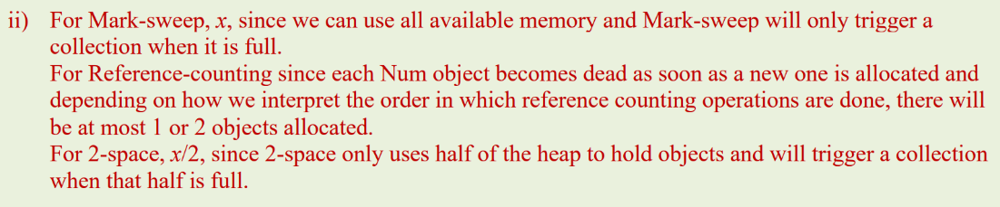 ii) For Mark-sweep, x, since we can use all available memory and Mark-sweep will only trigger a
collection when it is full.
For Reference-counting since each Num object becomes dead as soon as a new one is allocated and
depending on how we interpret the order in which reference counting operations are done, there will
be at most 1 or 2 objects allocated.
For 2-space, x/2, since 2-space only uses half of the heap to hold objects and will trigger a collection
when that half is full.